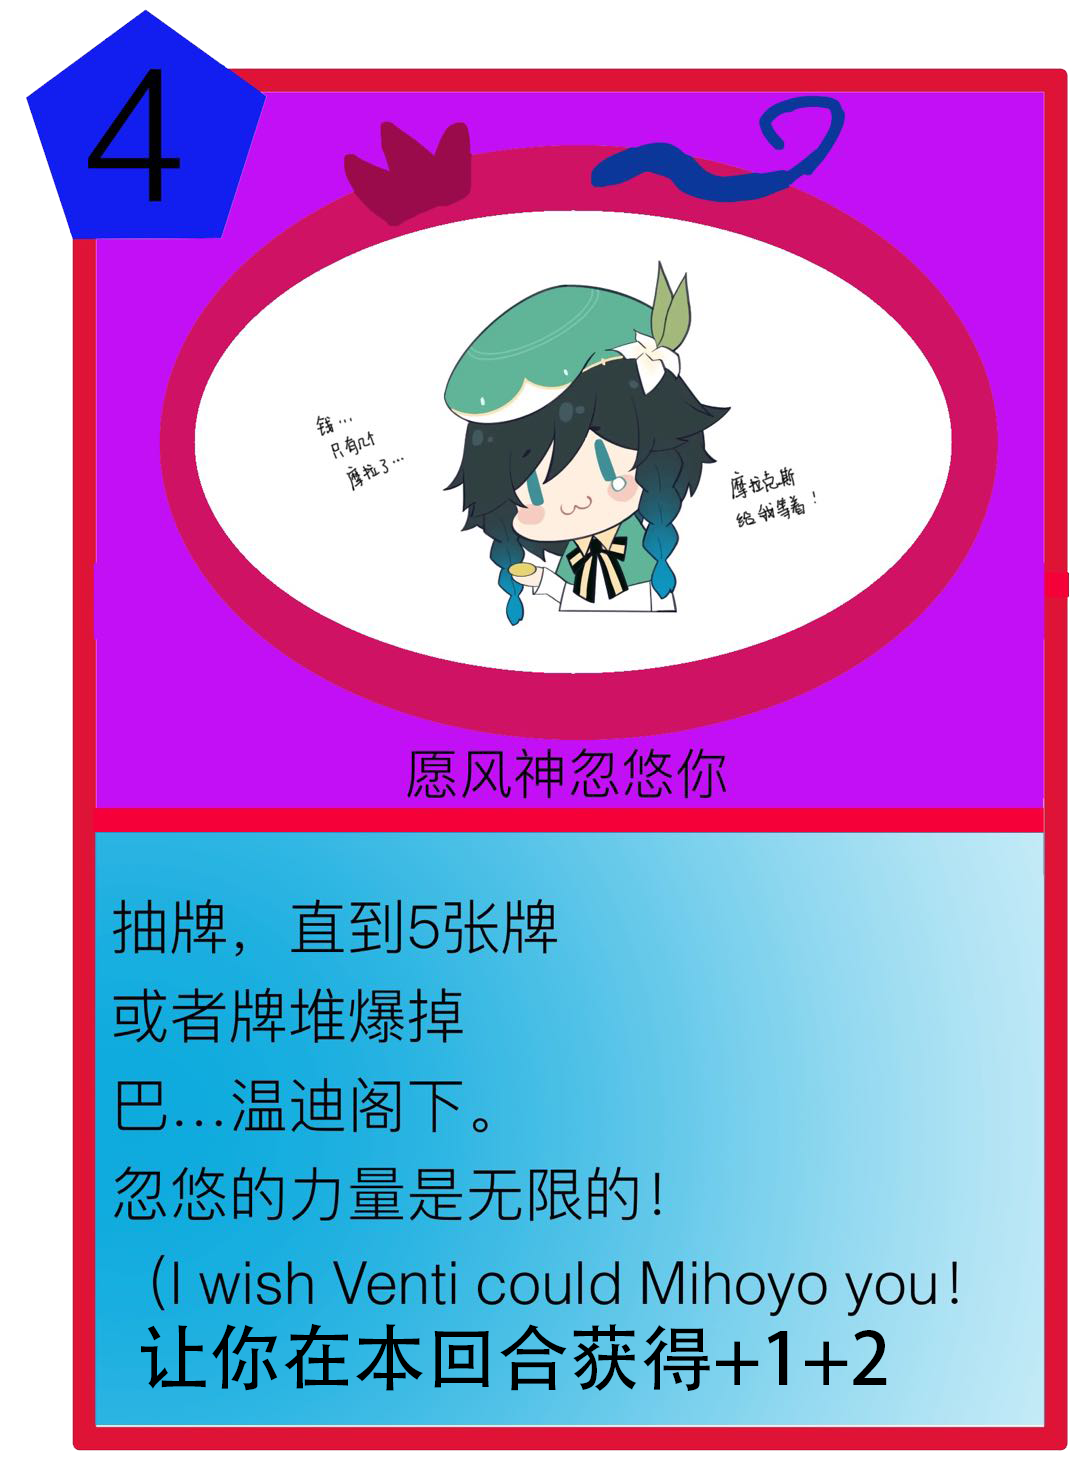 4
钱…
只有几个
摩拉了…
摩拉克斯
给我等着!
愿风神忽悠你
抽牌，直到5张牌
或者牌堆爆掉
巴…温迪阁下。
忽悠的力量是无限的！
（I wish Venti could Mihoyo you！
让你在本回合获得+1+2